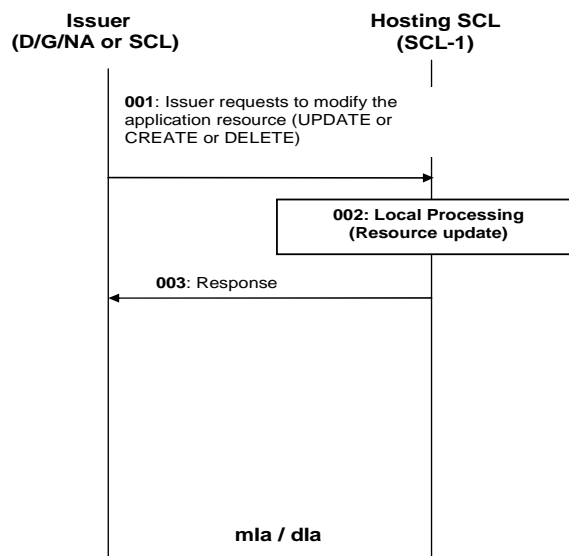 Issuer
(D/G/NA or SCL)
Hosting SCL
(SCL-1)
001: Issuer requests to modify the
application resource (UPDATE or
CREATE or DELETE)
002: Local Processing
(Resource update)
003: Response
mIa / dIa